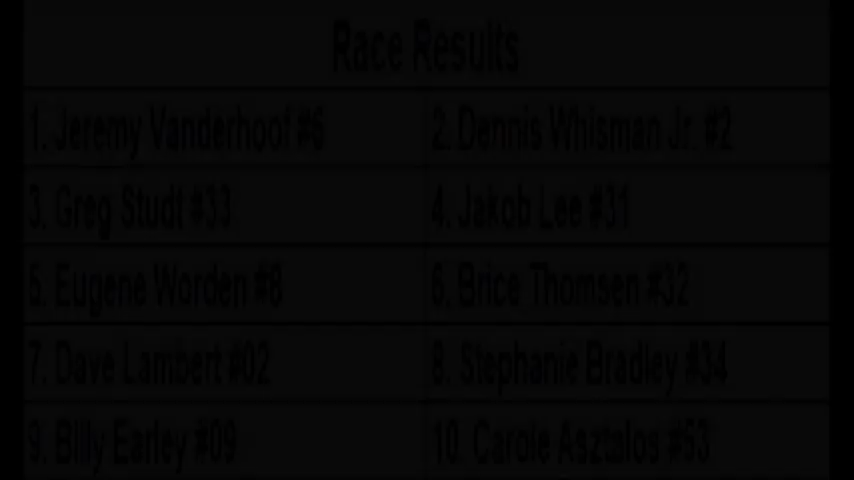 Race Results
1. Jeremy Vanderhoof #6
2. Dennis Whisman Jr. #2
3. Greg Studt #33
4. Jakob Lee #31
5. Eugene Worden #8
6. Brice Thomsen #32
7. Dave Lambert #02
8. Stephanie Bradley #34
9. Billy Earley #09
10. Carole Asztalos #53